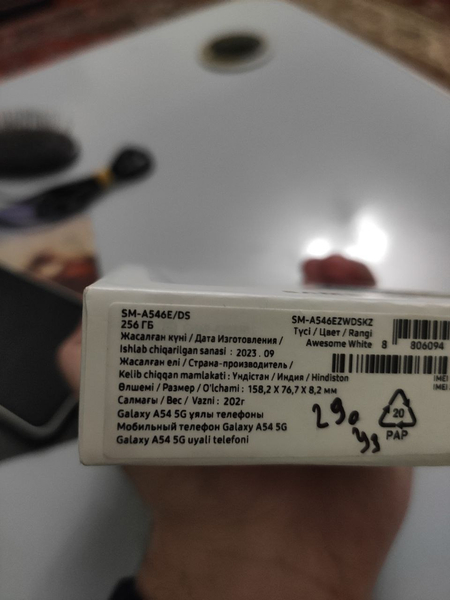 SM-A546E/DS
256 ГБ
Жасалған күні / Дата Изготовления /
Ishlab chiqarilgan sanasi : 2023 . 09
Жасалған елі / Страна-производитель /
Kelib chiqqan mamlakati : Үндістан / Индия / Hindiston
Өлшемі / Размер / O'lchami : 158,2 X 76,7 X 8,2 мм
Салмағы / Вес / Vazni : 202г
Galaxy A54 5G ұялы телефоны
Мобильный телефон Galaxy A54 5G
Galaxy A54 5G uyali telefoni
SM-A546EZWDSKZ
Түсі / Цвет / Rangi
Awesome White
8 806094
IMEI
IMEI
290
У3
20
PAP